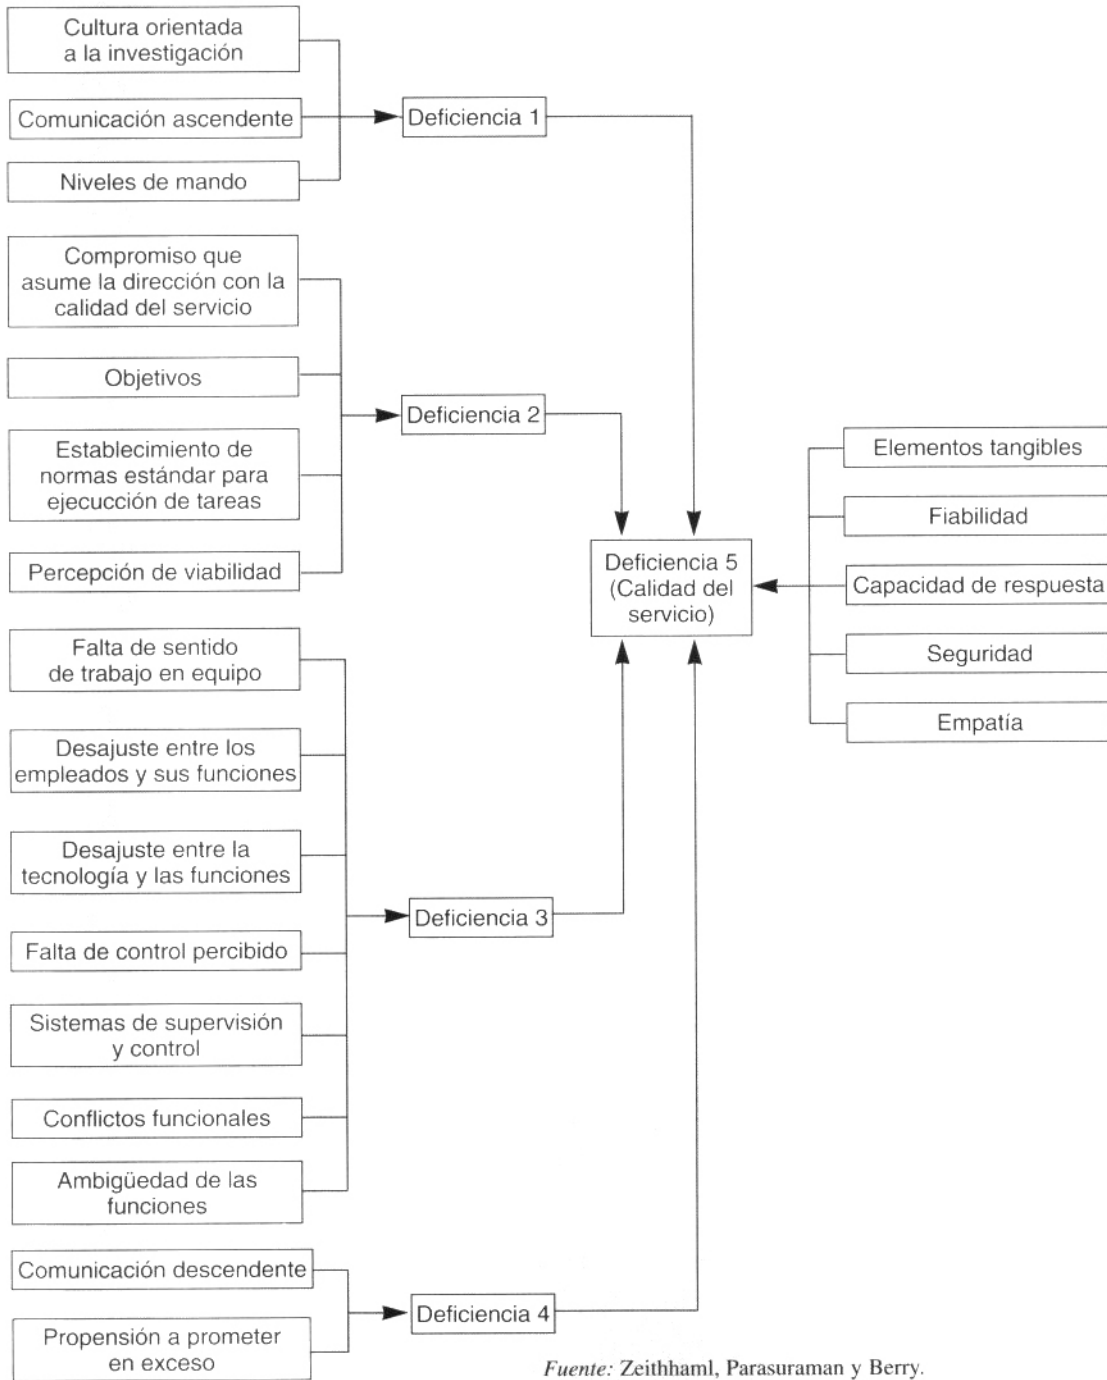 Cultura orientada
a la investigación
Comunicación ascendente
Niveles de mando
Deficiencia 1
Compromiso que
asume la dirección con la
calidad del servicio
Objetivos
Establecimiento de
normas estándar para
ejecucción de tareas
Percepción de viabilidad
Deficiencia 2
Falta de sentido
de trabajo en equipo
Desajuste entre los
empleados y sus funciones
Desajuste entre la
tecnología y las funciones
Falta de control percibido
Sistemas de supervisión
y control
Conflictos funcionales
Ambigüedad de las
funciones
Deficiencia 3
Comunicación descendente
Propensión a prometer
en exceso
Deficiencia 4
Deficiencia 5
(Calidad del
servicio)
Elementos tangibles
Fiabilidad
Capacidad de respuesta
Seguridad
Empatía
Fuente: Zeithhaml, Parasuraman y Berry.